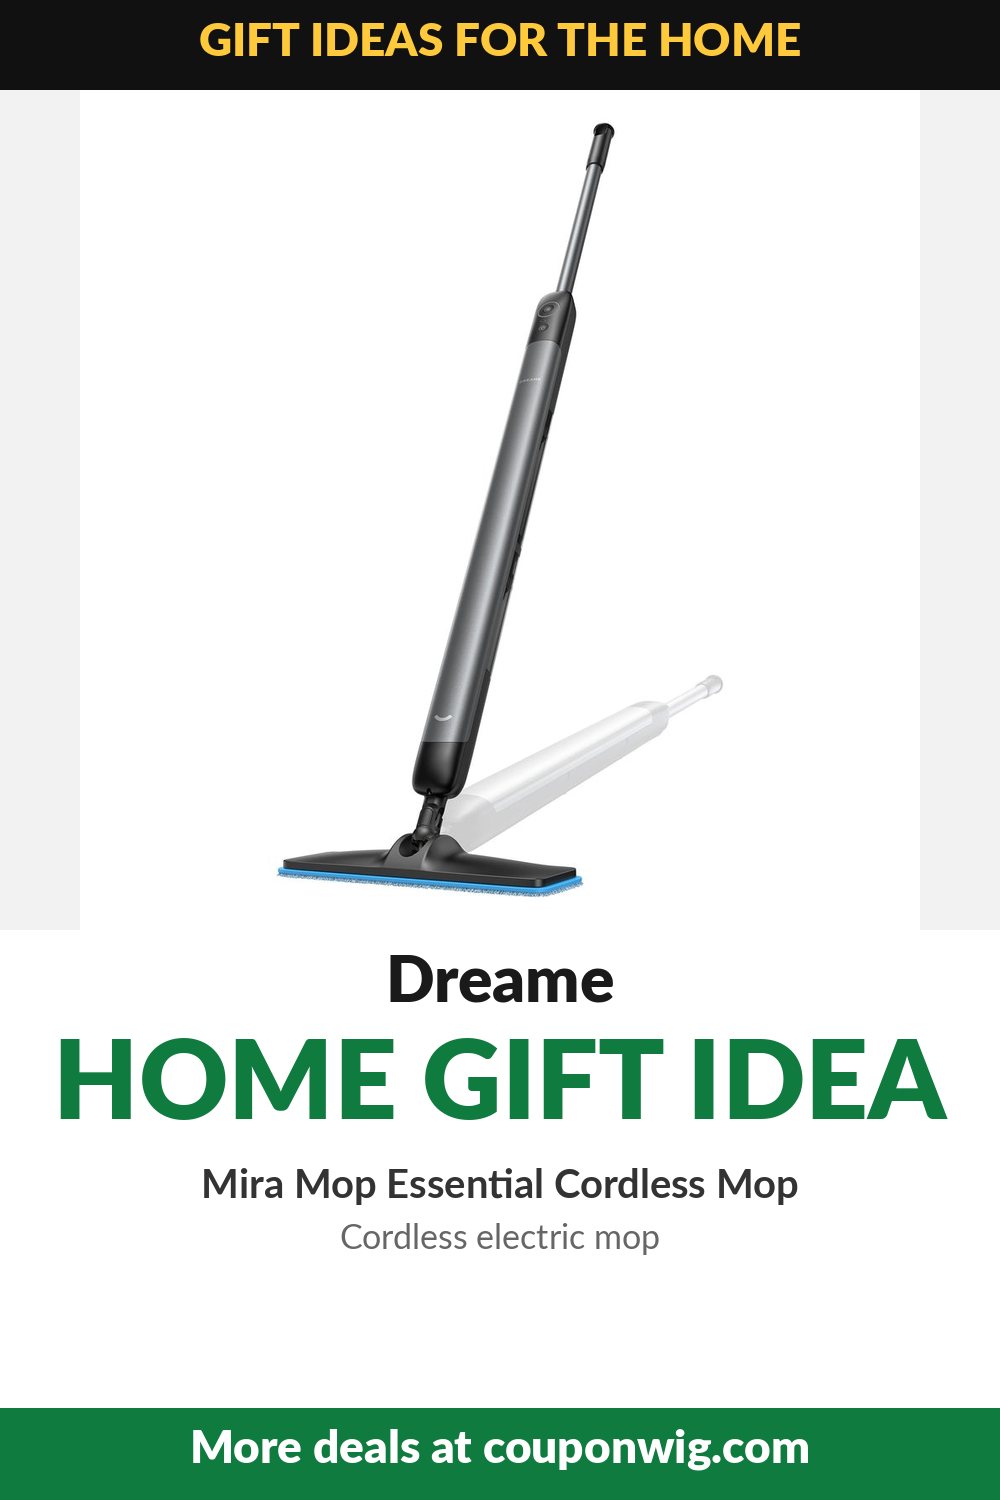 GIFT IDEAS FOR THE HOME
Dreame
HOME GIFT IDEA
Mira Mop Essential Cordless Mop
Cordless electric mop
More deals at couponwig.com